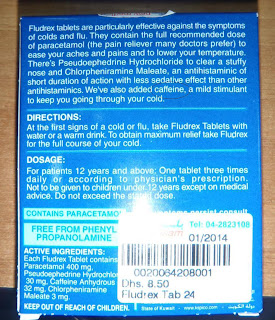 Fludrex tablets are particularly effective against the symptoms
of colds and flu. They contain the full recommended dose
of paracetamol (the pain reliever many doctors prefer) to
ease your aches and pains and to lower your temperature.
There's Pseudoephedrine Hydrochloride to clear a stuffy
nose and Chlorpheniramine Maleate, an antihistaminic of
short duration of action with less sedative effect than other
antihistaminics. We've also added caffeine, a mild stimulant
to keep you going through your cold.
DIRECTIONS:
At the first signs of a cold or flu, take Fludrex Tablets with
water or a warm drink. To obtain maximum relief take Fludrex
for the full course of your cold.
DOSAGE:
For patients 12 years and above: One tablet three times
daily or according to physician's prescription.
Not to be given to children under 12 years except on medical
advice. Do not exceed the stated dose.
CONTAINS PARACETAMOL
FREE FROM PHENYL
PROPANOLAMINE
Tel: 04-2823108
01/2014
ACTIVE INGREDIENTS:
Each Fludrex Tablet contains
Paracetamol 400 mg,
Pseudoephedrine Hydrochlori
30 mg, Caffeine Anhydrous
32 mg, Chlorpheniramine
Maleate 3 mg.
0020064208001
Dhs. 8.50
Fludrex Tab 24
KEEP OUT OF REACH OF CHILDREN.
State of Kuwait
دولة الكويت